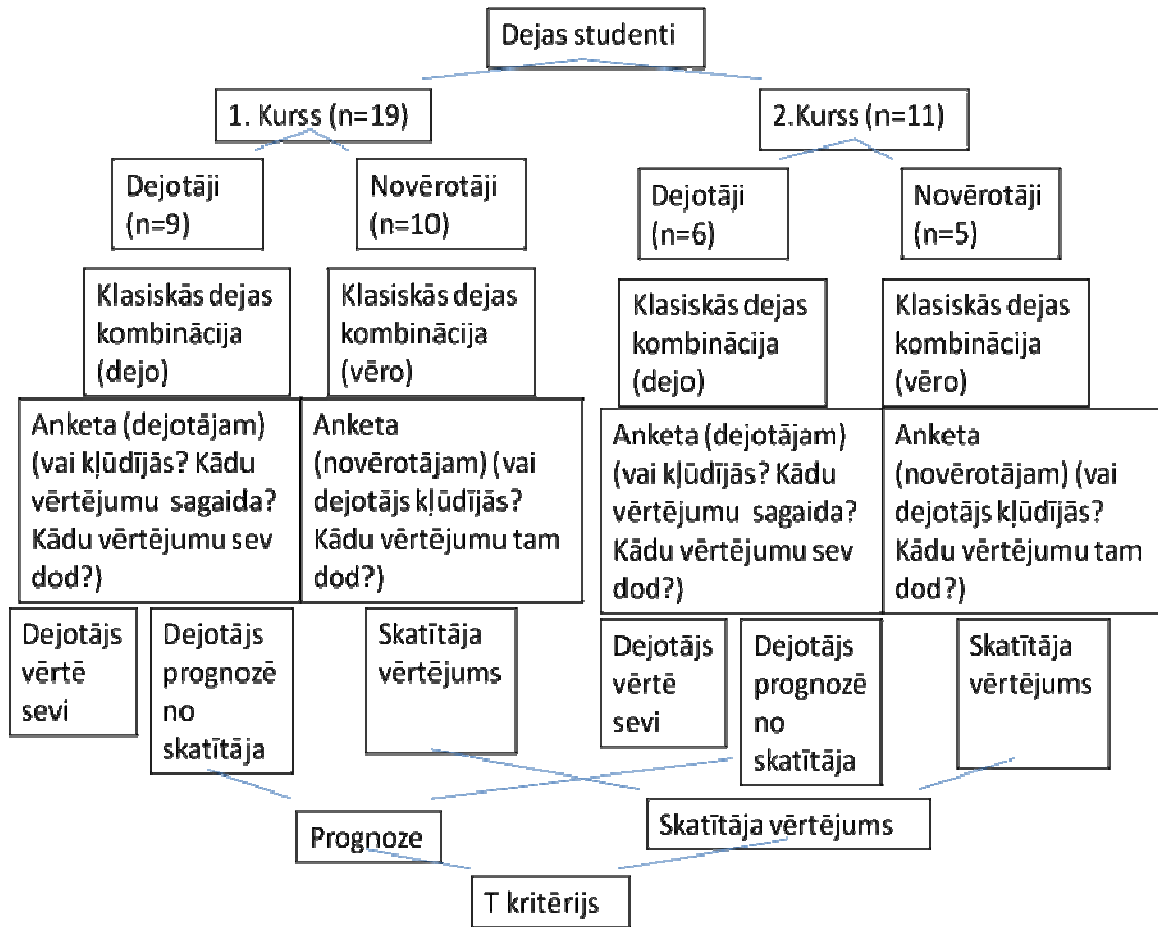 Dejas studenti
1. Kurss (n=19)
2.Kurss (n=11)
Dejotāji
(n=9)
Novērotāji
(n=10)
Dejotāji
(n=6)
Novērotāji
(n=5)
Klasiskās dejas
kombinācija
(dejo)
Klasiskās dejas
kombinācija
(vēro)
Klasiskās dejas
kombinācija
(dejo)
Klasiskās dejas
kombinācija
(vēro)
Anketa (dejotājam)
(vai kļūdījās? Kādu
vērtējumu sagaida?
Kādu vērtējumu sev
dod?)
Anketa
(novērotājam) (vai
dejotājs kļūdījās?
Kādu vērtējumu tam
dod?)
Anketa (dejotājam)
(vai kļūdījās? Kādu
vērtējumu sagaida?
Kādu vērtējumu sev
dod?)
Anketa
(novērotājam) (vai
dejotājs kļūdījās?
Kādu vērtējumu tam
dod?)
Dejotājs
vērtē
sevi
Dejotājs
prognozē
no
skatītāja
Skatītāja
vērtējums
Dejotājs
vērtē
sevi
Dejotājs
prognozē
no
skatītāja
Skatītāja
vērtējums
Prognoze
Skatītāja vērtējums
T kritērijs